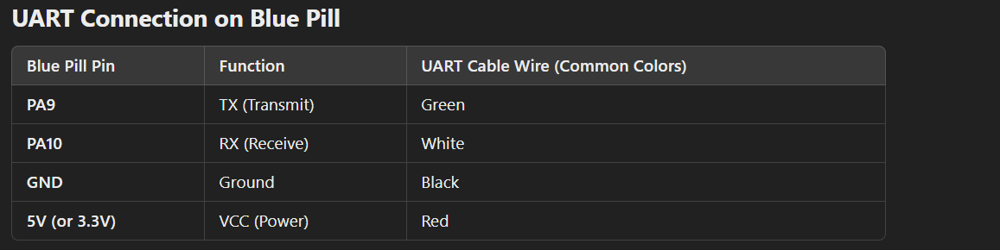 UART Connection on Blue Pill
Blue Pill Pin Function UART Cable Wire (Common Colors)
PA9 TX (Transmit) Green
PA10 RX (Receive) White
GND Ground Black
5V (or 3.3V) VCC (Power) Red